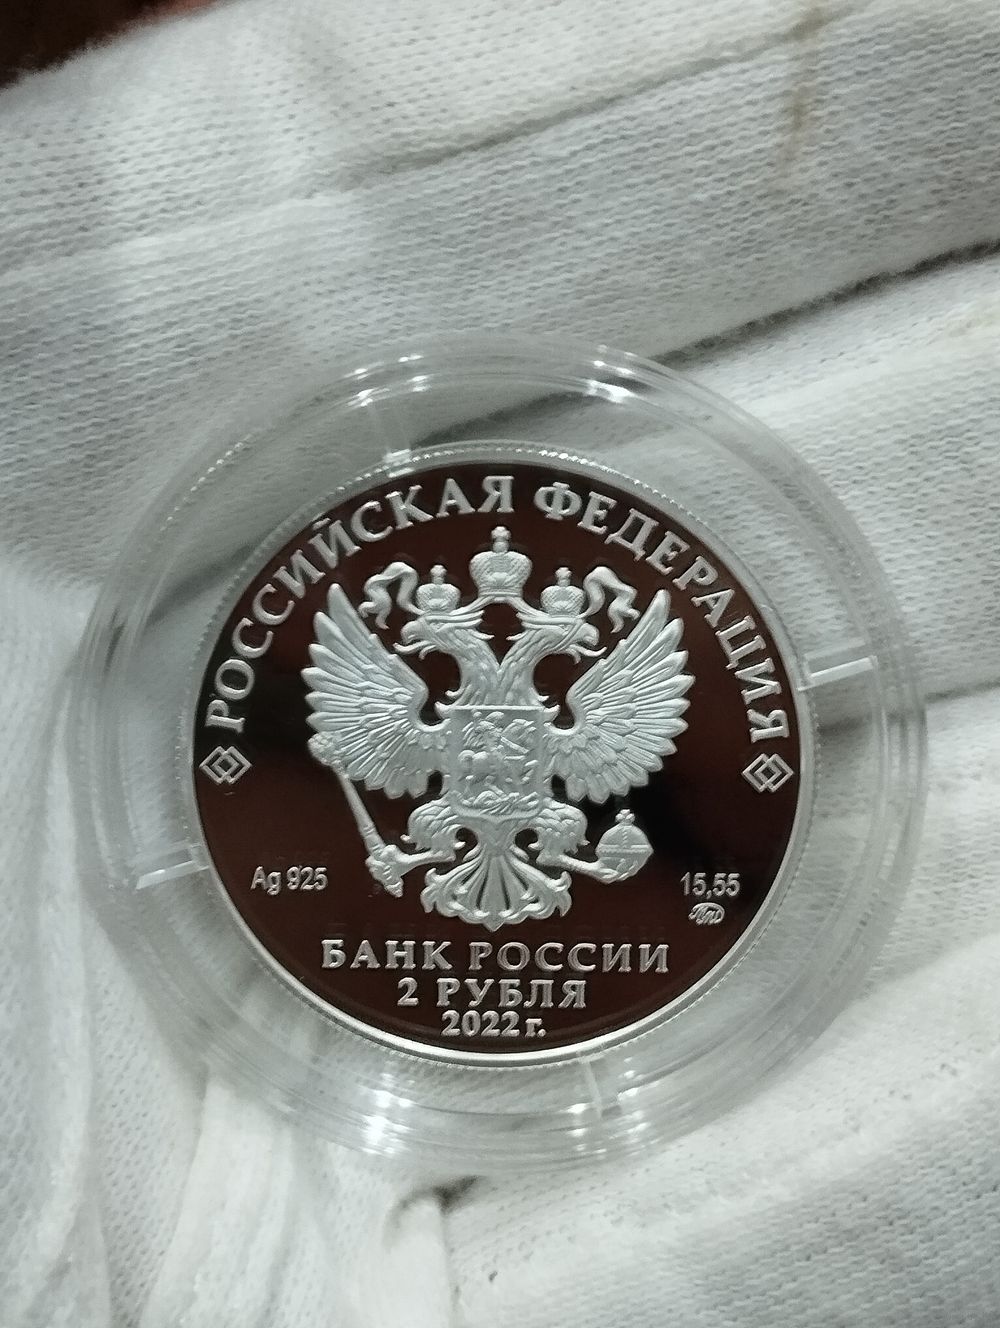 РОССИЙСКАЯ ФЕДЕРАЦИЯ
Ag 925
15,55
ММД
БАНК РОССИИ
2 РУБЛЯ
2022 г.